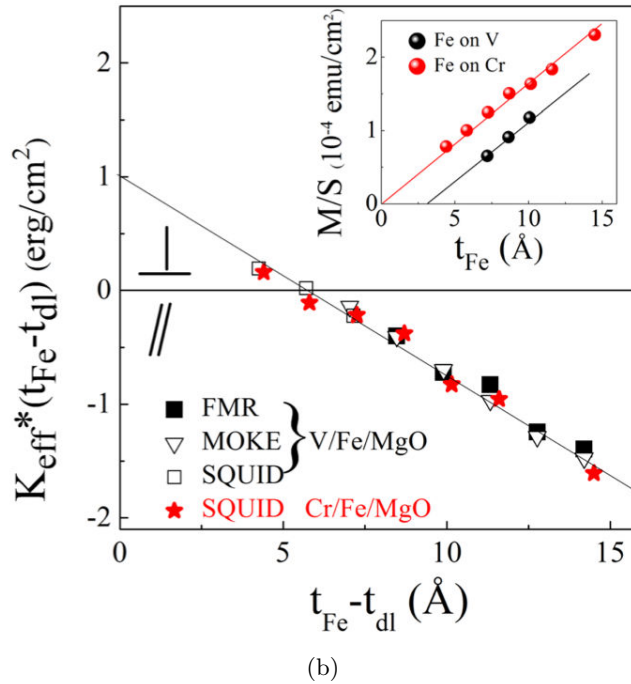 K_eff*(t_Fe-t_dl) (erg/cm²)
2
1
0
-1
-2
⊥
//
FMR
MOKE } V/Fe/MgO
SQUID
SQUID Cr/Fe/MgO
0 5 10 15
t_Fe-t_dl (Å)
M/S (10⁻⁴ emu/cm²)
2
1
0
Fe on V
Fe on Cr
0 5 10 15
t_Fe (Å)
(b)